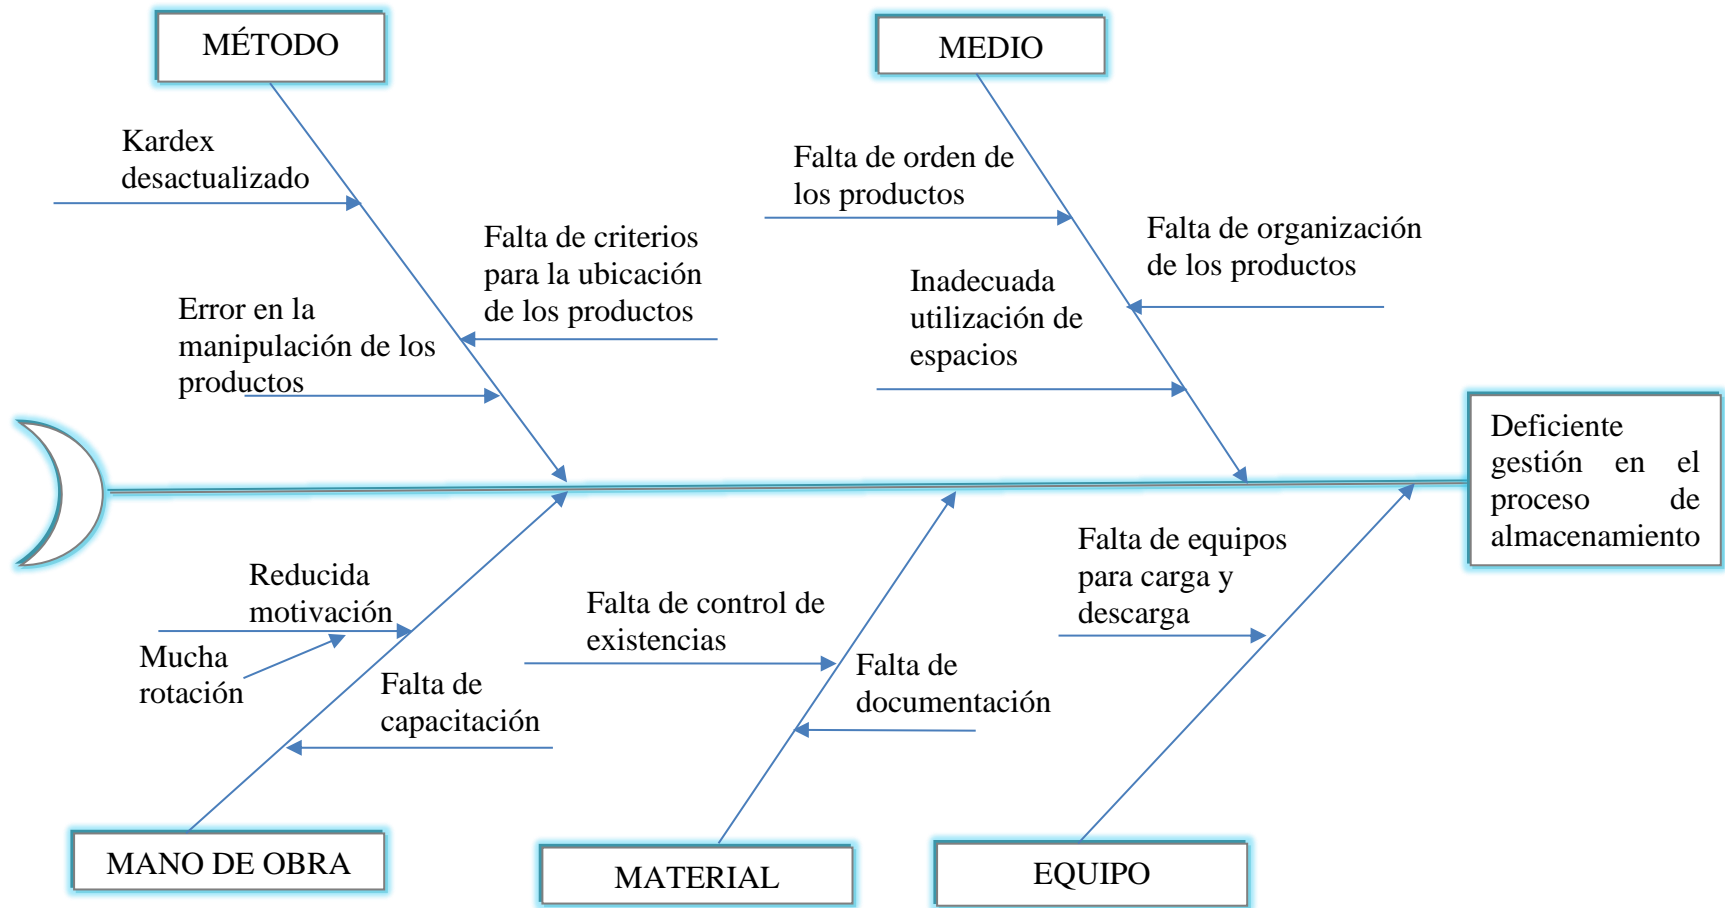 MÉTODO
MEDIO
Kardex
desactualizado
Falta de criterios
para la ubicación
de los productos
Error en la
manipulación de los
productos
Falta de orden de
los productos
Falta de organización
de los productos
Inadecuada
utilización de
espacios
Deficiente
gestión en el
proceso de
almacenamiento
Reducida
motivación
Mucha
rotación
Falta de
capacitación
Falta de control de
existencias
Falta de
documentación
Falta de equipos
para carga y
descarga
MANO DE OBRA
MATERIAL
EQUIPO